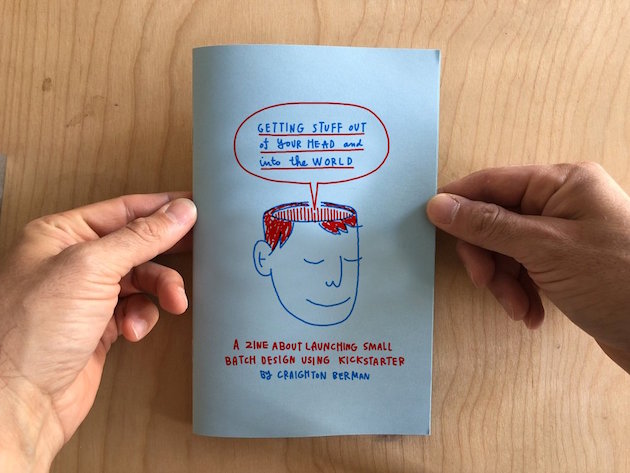 GETTING STUFF OUT
of YOUR HEAD and
into the WORLD
A ZINE ABOUT LAUNCHING SMALL
BATCH DESIGN USING KICKSTARTER
BY CRAIGHTON BERMAN